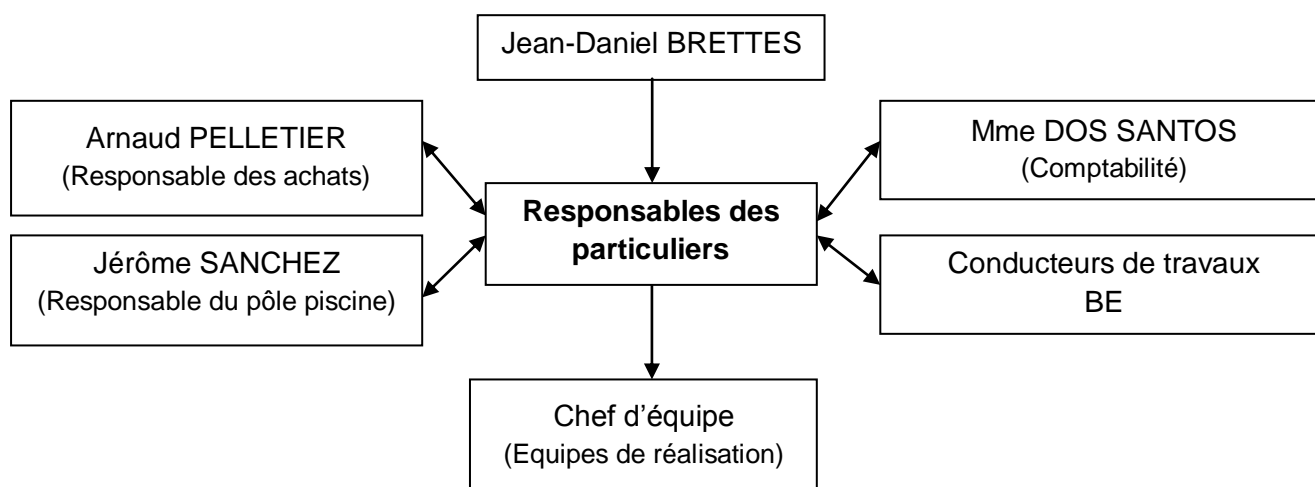 Jean-Daniel BRETTES
Arnaud PELLETIER
(Responsable des achats)
Mme DOS SANTOS
(Comptabilité)
Responsables des
particuliers
Jérôme SANCHEZ
(Responsable du pôle piscine)
Conducteurs de travaux
BE
Chef d'équipe
(Equipes de réalisation)